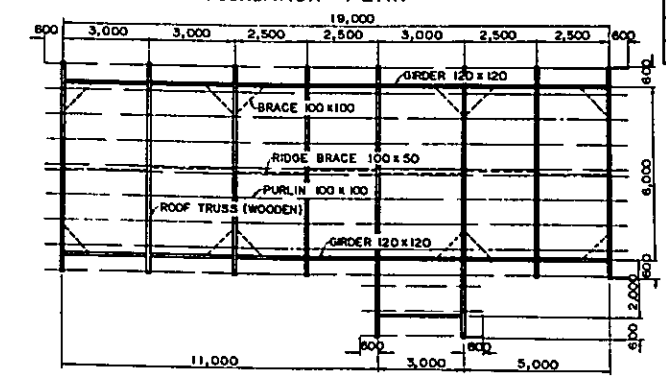 19,000
600 3,000 3,000 2,500 2,500 3,000 2,500 2,500 600
GIRDER 120 x 120
600
BRACE 100 x 100
RIDGE BRACE 100 x 50
6,000
PURLIN 100 x 100
ROOF TRUSS (WOODEN)
GIRDER 120 x 120
600
2,000
600 600
600
11,000 3,000 5,000